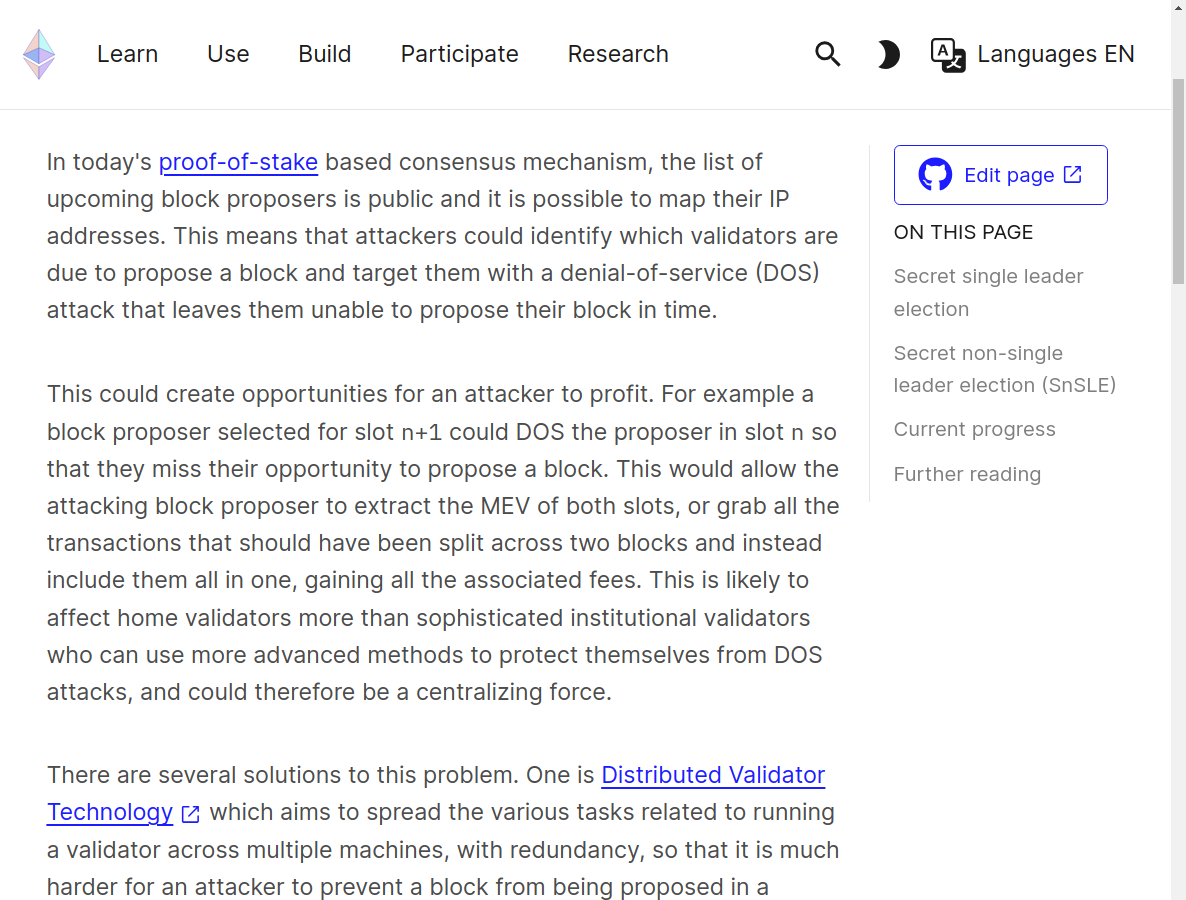 Learn Use Build Participate Research Languages EN
In today's proof-of-stake based consensus mechanism, the list of
upcoming block proposers is public and it is possible to map their IP
addresses. This means that attackers could identify which validators are
due to propose a block and target them with a denial-of-service (DOS)
attack that leaves them unable to propose their block in time.
This could create opportunities for an attacker to profit. For example a
block proposer selected for slot n+1 could DOS the proposer in slot n so
that they miss their opportunity to propose a block. This would allow the
attacking block proposer to extract the MEV of both slots, or grab all the
transactions that should have been split across two blocks and instead
include them all in one, gaining all the associated fees. This is likely to
affect home validators more than sophisticated institutional validators
who can use more advanced methods to protect themselves from DOS
attacks, and could therefore be a centralizing force.
There are several solutions to this problem. One is Distributed Validator
Technology which aims to spread the various tasks related to running
a validator across multiple machines, with redundancy, so that it is much
harder for an attacker to prevent a block from being proposed in a
Edit page
ON THIS PAGE
Secret single leader
election
Secret non-single
leader election (SnSLE)
Current progress
Further reading